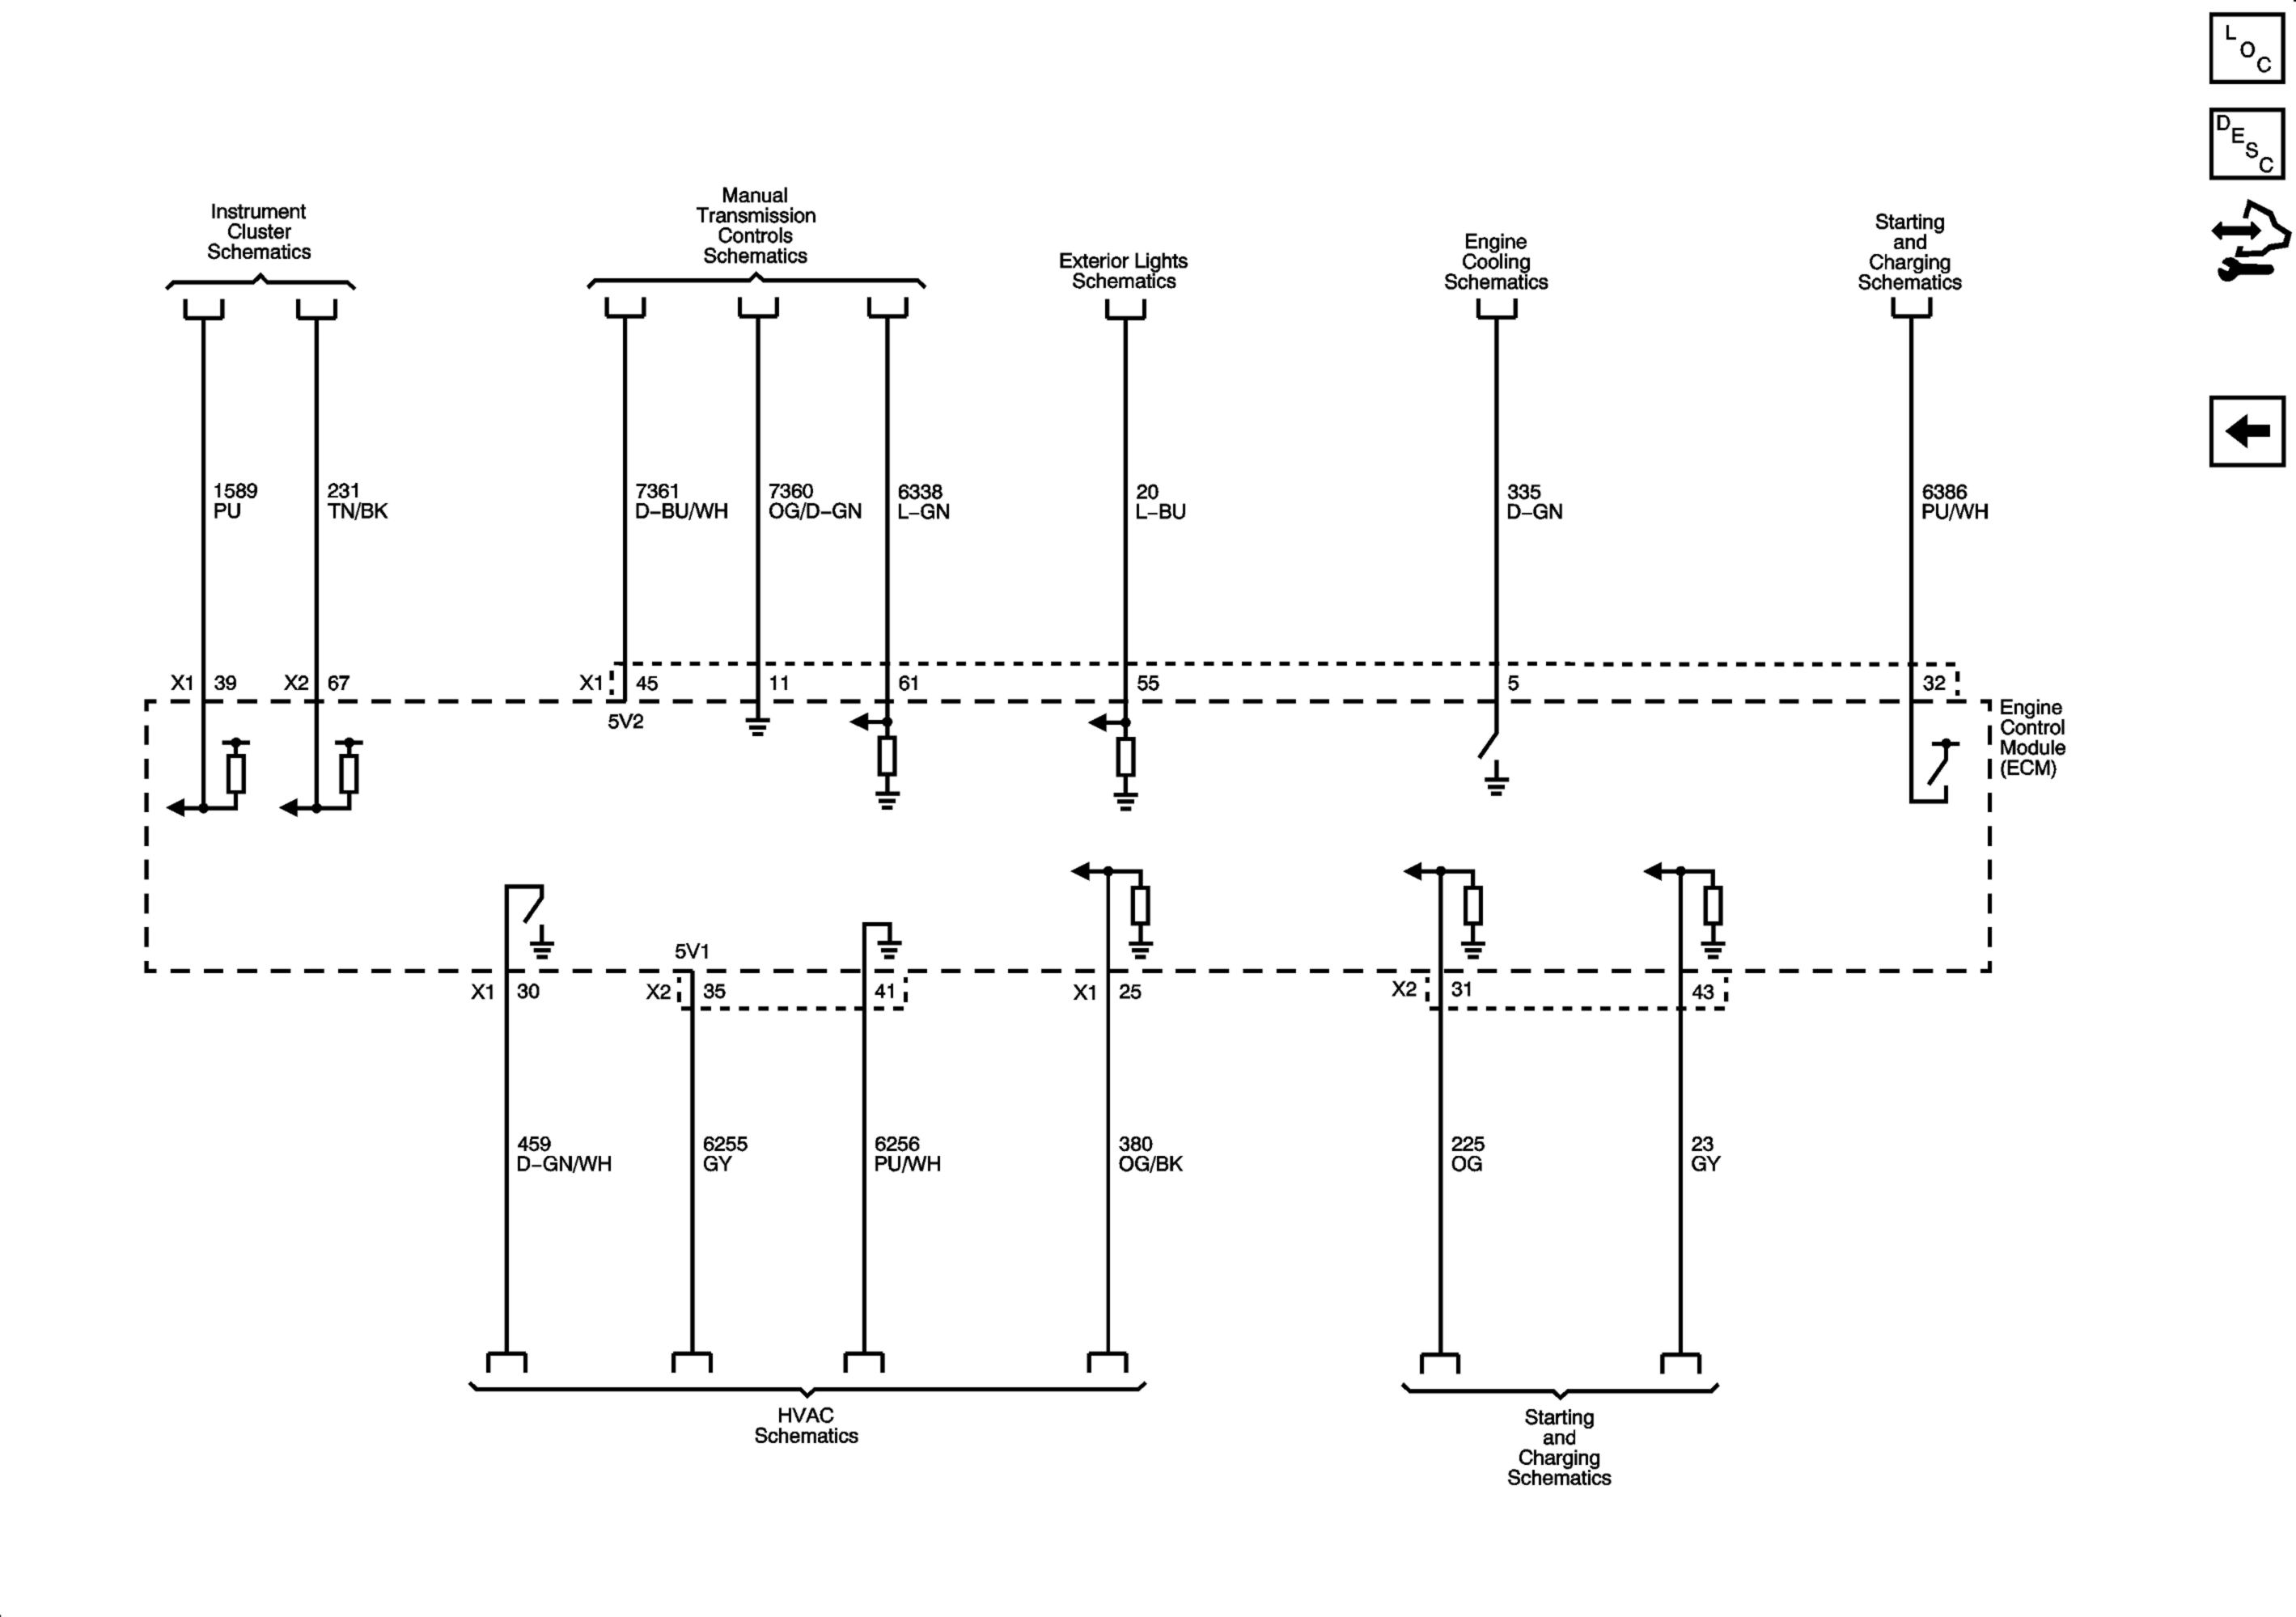 L
O
C
D
E
S
C
Instrument
Cluster
Schematics
Manual
Transmission
Controls
Schematics
Exterior Lights
Schematics
Engine
Cooling
Schematics
Starting
and
Charging
Schematics
1589
PU
231
TN/BK
7361
D–BU/WH
7360
OG/D–GN
6338
L–GN
20
L–BU
335
D–GN
6386
PU/WH
X1 39
X2 67
X1 45
11
61
55
5
32
5V2
Engine
Control
Module
(ECM)
5V1
X1 30
X2 35
41
X1 25
X2 31
43
459
D–GN/WH
6255
GY
6256
PU/WH
380
OG/BK
225
OG
23
GY
HVAC
Schematics
Starting
and
Charging
Schematics